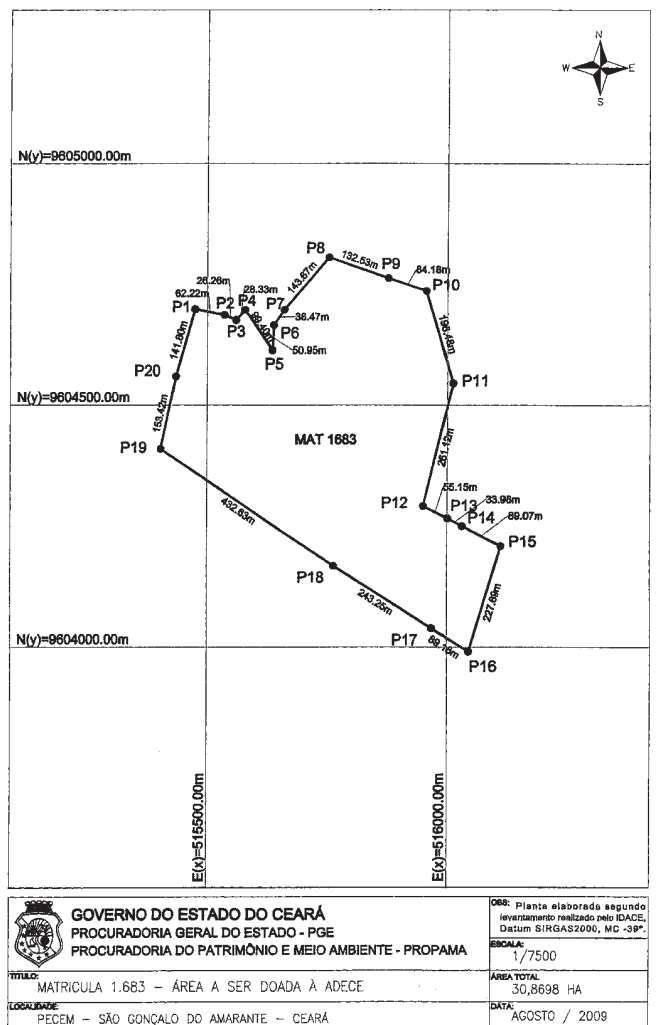 N
W E
S
N(y)=9605000.00m
P8
132.53m
P9
84.18m
P10
143.67m
26.26m
62.22m
28.33m
P1
P2
P4
P7
P3
36.47m
P6
50.95m
P5
198.48m
141.80m
P20
P11
N(y)=9604500.00m
153.42m
MAT 1683
P19
261.12m
55.15m
P12
P13
33.98m
P14
89.07m
432.63m
P15
P18
227.69m
243.25m
N(y)=9604000.00m
P17
89.16m
P16
E(x)=515500.00m
E(x)=516000.00m
GOVERNO DO ESTADO DO CEARÁ
PROCURADORIA GERAL DO ESTADO - PGE
PROCURADORIA DO PATRIMÔNIO E MEIO AMBIENTE - PROPAMA
OBS: Planta elaborada segundo
levantamento realizado pelo IDACE,
Datum SIRGAS2000, MC -39°.
ESCALA:
1/7500
TÍTULO:
MATRICULA 1.683 – ÁREA A SER DOADA À ADECE
ÁREA TOTAL
30,8698 HA
LOCALIDADE
PECEM – SÃO GONÇALO DO AMARANTE – CEARÁ
DATA:
AGOSTO / 2009